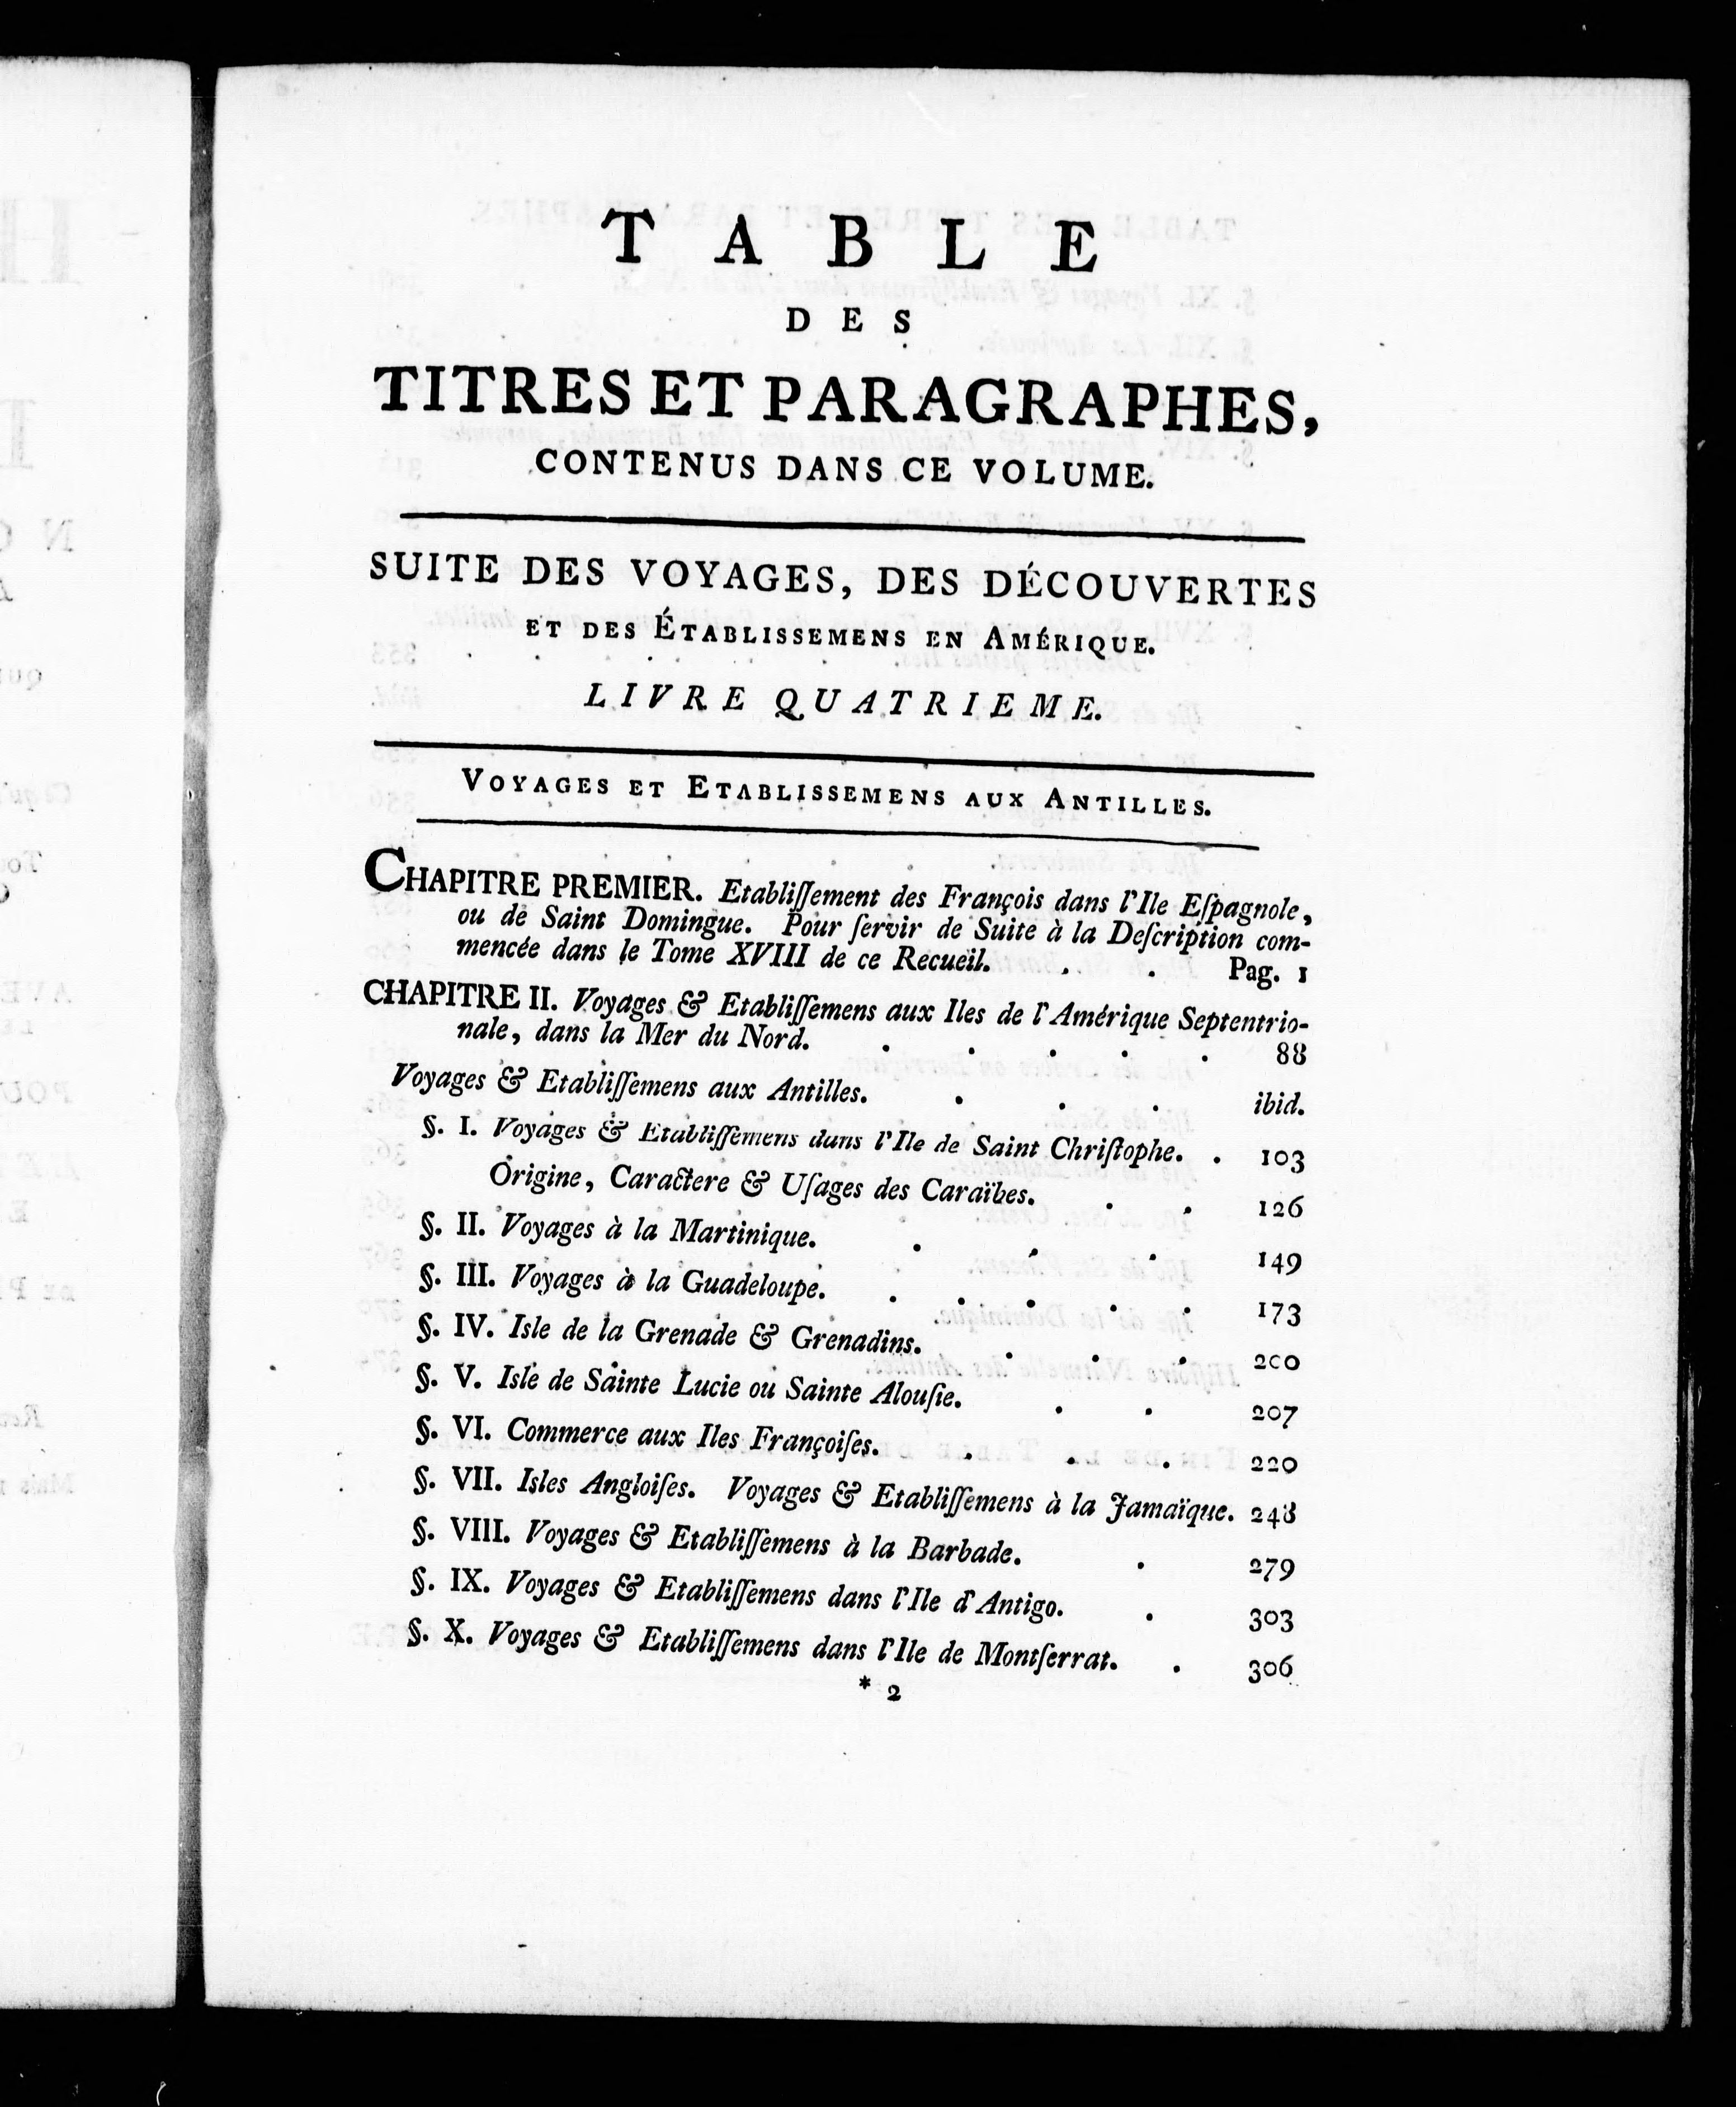 TABLE
DES
TITRES ET PARAGRAPHES,
CONTENUS DANS CE VOLUME.
SUITE DES VOYAGES, DES DÉCOUVERTES
ET DES ÉTABLISSEMENS EN AMÉRIQUE.
LIVRE QUATRIEME.
VOYAGES ET ETABLISSEMENS AUX ANTILLES.
CHAPITRE PREMIER. Etabliſſement des François dans l'Ile Eſpagnole,
ou de Saint Domingue. Pour ſervir de Suite à la Deſcription com-
mencée dans le Tome XVIII de ce Recueil. . . Pag. 1
CHAPITRE II. Voyages & Etabliſſemens aux Iles de l'Amérique Septentrio-
nale, dans la Mer du Nord. . . . . . 88
Voyages & Etabliſſemens aux Antilles. . . . ibid.
§. I. Voyages & Etabliſſemens dans l'Ile de Saint Chriſtophe. . 103
Origine, Caractere & Uſages des Caraïbes. . . 126
§. II. Voyages à la Martinique. . . . 149
§. III. Voyages à la Guadeloupe. . . . . . 173
§. IV. Isle de la Grenade & Grenadins. . . . 200
§. V. Isle de Sainte Lucie ou Sainte Alouſie. . . 207
§. VI. Commerce aux Iles Françoiſes. . . . 220
§. VII. Isles Angloiſes. Voyages & Etabliſſemens à la Jamaïque. 248
§. VIII. Voyages & Etabliſſemens à la Barbade. . 279
§. IX. Voyages & Etabliſſemens dans l'Ile d'Antigo. . 303
§. X. Voyages & Etabliſſemens dans l'Ile de Montſerrat. . 306
* 2